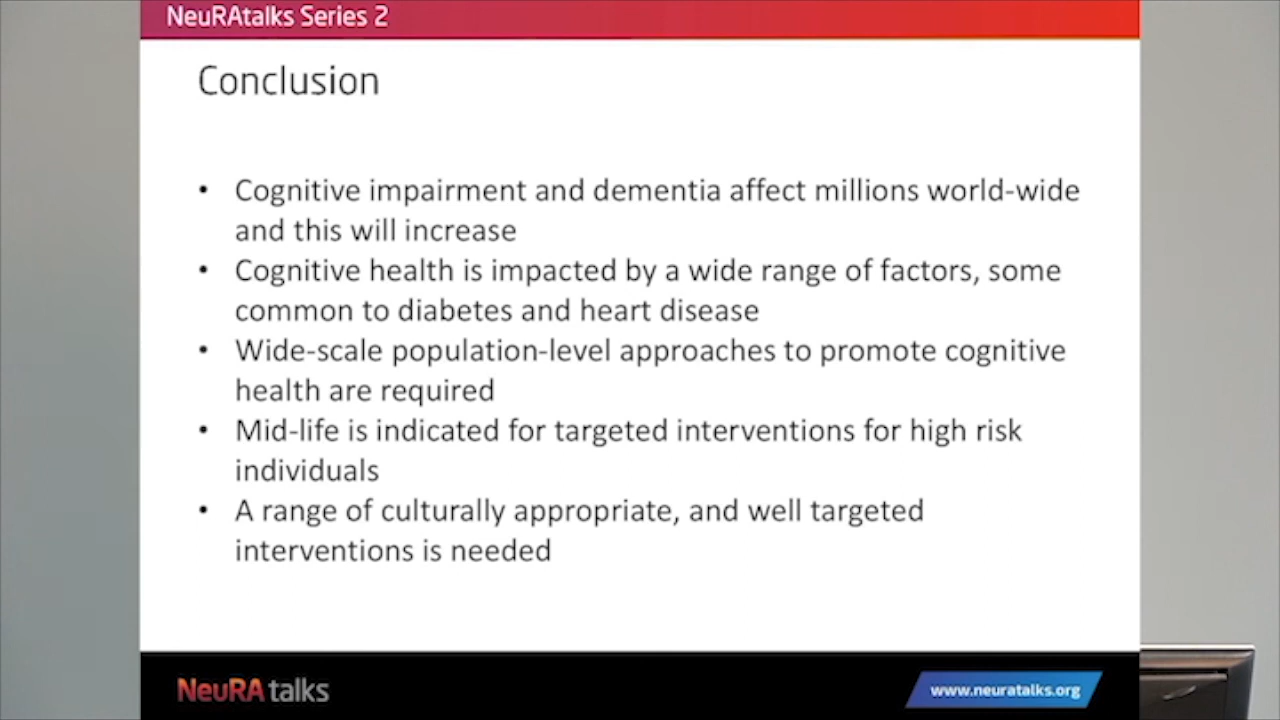 NeuRAtalks Series 2
Conclusion
• Cognitive impairment and dementia affect millions world-wide
and this will increase
• Cognitive health is impacted by a wide range of factors, some
common to diabetes and heart disease
• Wide-scale population-level approaches to promote cognitive
health are required
• Mid-life is indicated for targeted interventions for high risk
individuals
• A range of culturally appropriate, and well targeted
interventions is needed
NeuRA talks
www.neuratalks.org